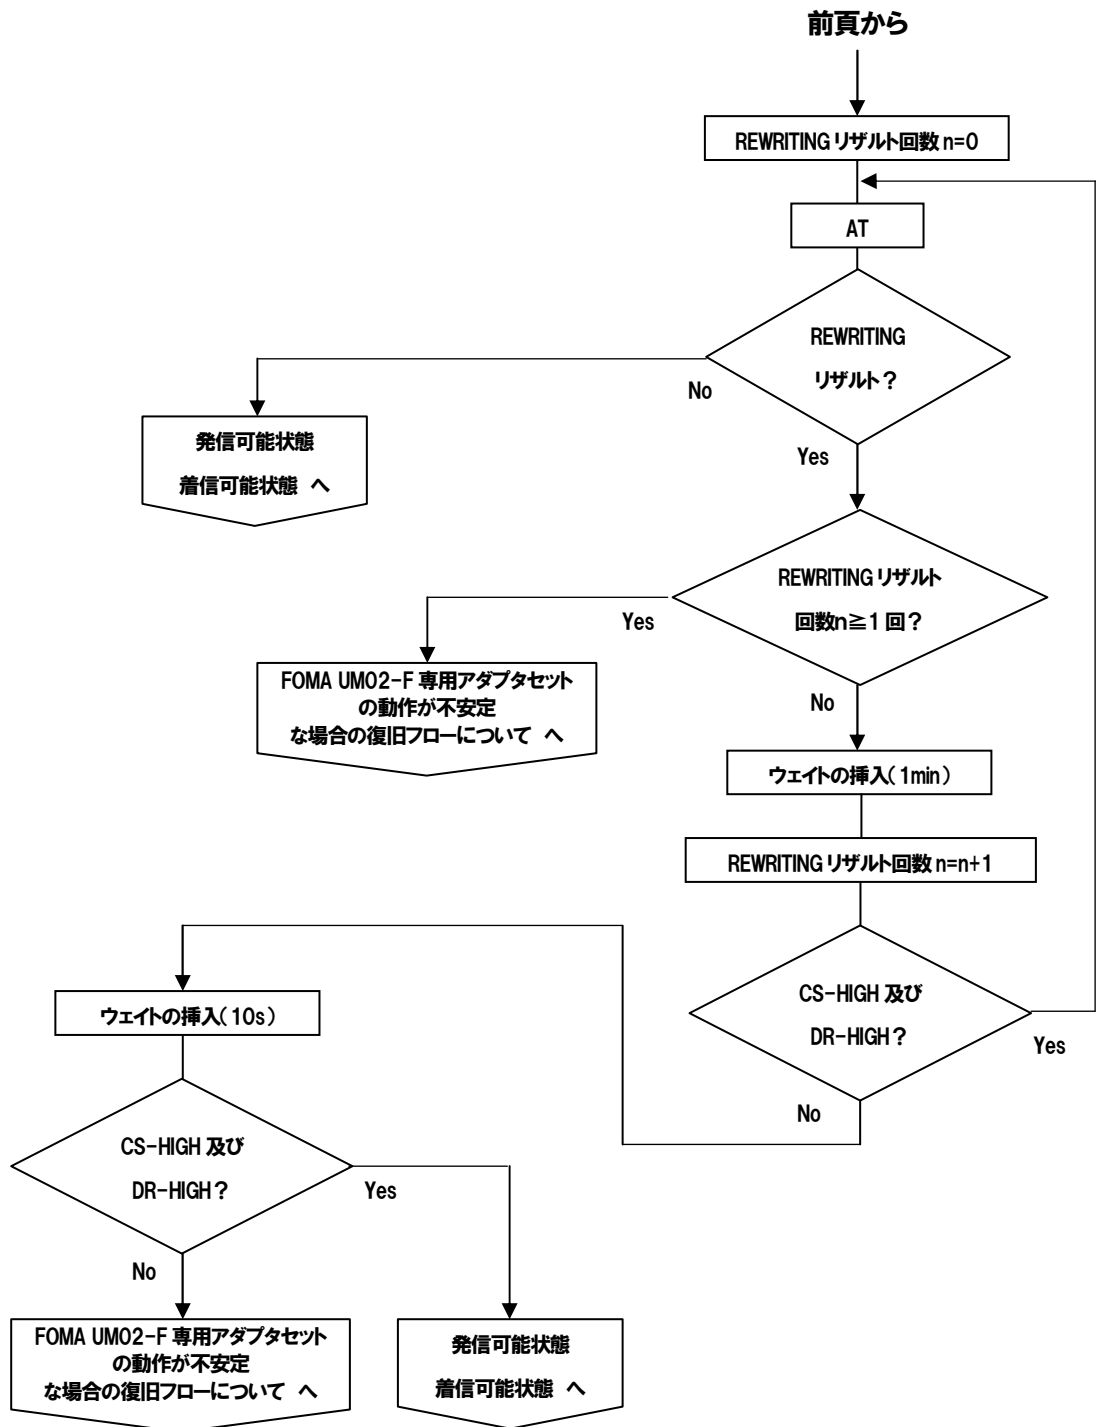 前頁から
REWRITING リザルト回数 n=0
AT
REWRITING
リザルト？
No
Yes
発信可能状態
着信可能状態 へ
REWRITING リザルト
回数n≧1 回？
Yes
No
FOMA UM02-F 専用アダプタセット
の動作が不安定
な場合の復旧フローについて へ
ウェイトの挿入（1min）
REWRITING リザルト回数 n=n+1
CS-HIGH 及び
DR-HIGH？
Yes
No
ウェイトの挿入（10s）
CS-HIGH 及び
DR-HIGH？
Yes
No
FOMA UM02-F 専用アダプタセット
の動作が不安定
な場合の復旧フローについて へ
発信可能状態
着信可能状態 へ